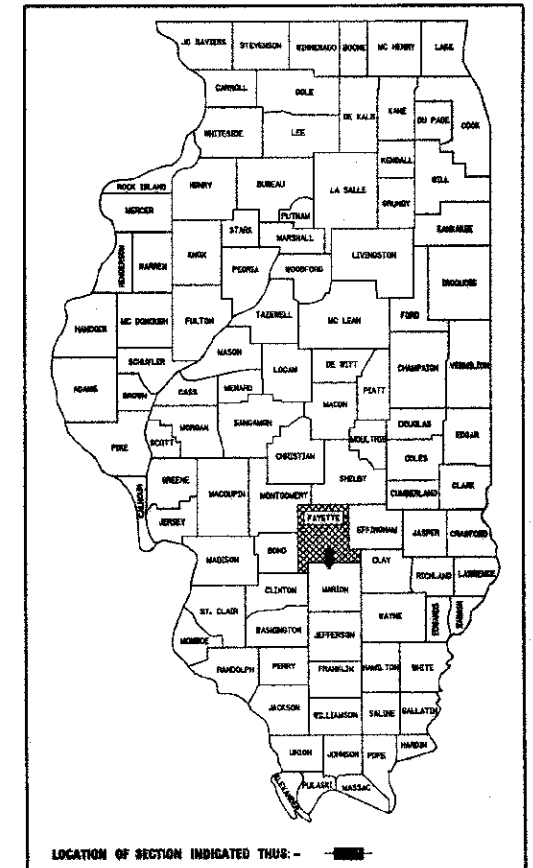 JO DAVIESS STEVENSON WINNEBAGO BOONE MC HENRY LAKE
CARROLL OGLE DE KALB KANE DU PAGE COOK
WHITESIDE LEE
KENDALL WILL
ROCK ISLAND HENRY BUREAU LA SALLE GRUNDY
MERCER PUTNAM KANKAKEE
HENDERSON WARREN KNOX STARK MARSHALL LIVINGSTON
PEORIA WOODFORD IROQUOIS
HANCOCK MC DONOUGH FULTON TAZEWELL MC LEAN FORD
SCHUYLER MASON LOGAN DE WITT CHAMPAIGN VERMILION
ADAMS BROWN CASS MENARD MACON PIATT
PIKE SCOTT MORGAN SANGAMON MOULTRIE DOUGLAS EDGAR
CHRISTIAN COLES
CALHOUN GREENE MACOUPIN MONTGOMERY SHELBY CUMBERLAND CLARK
JERSEY FAYETTE EFFINGHAM JASPER CRAWFORD
MADISON BOND CLAY RICHLAND LAWRENCE
CLINTON MARION
ST. CLAIR WASHINGTON JEFFERSON WAYNE EDWARDS WABASH
MONROE
RANDOLPH PERRY FRANKLIN HAMILTON WHITE
JACKSON WILLIAMSON SALINE GALLATIN
UNION JOHNSON POPE HARDIN
ALEXANDER PULASKI MASSAC
LOCATION OF SECTION INDICATED THUS: -